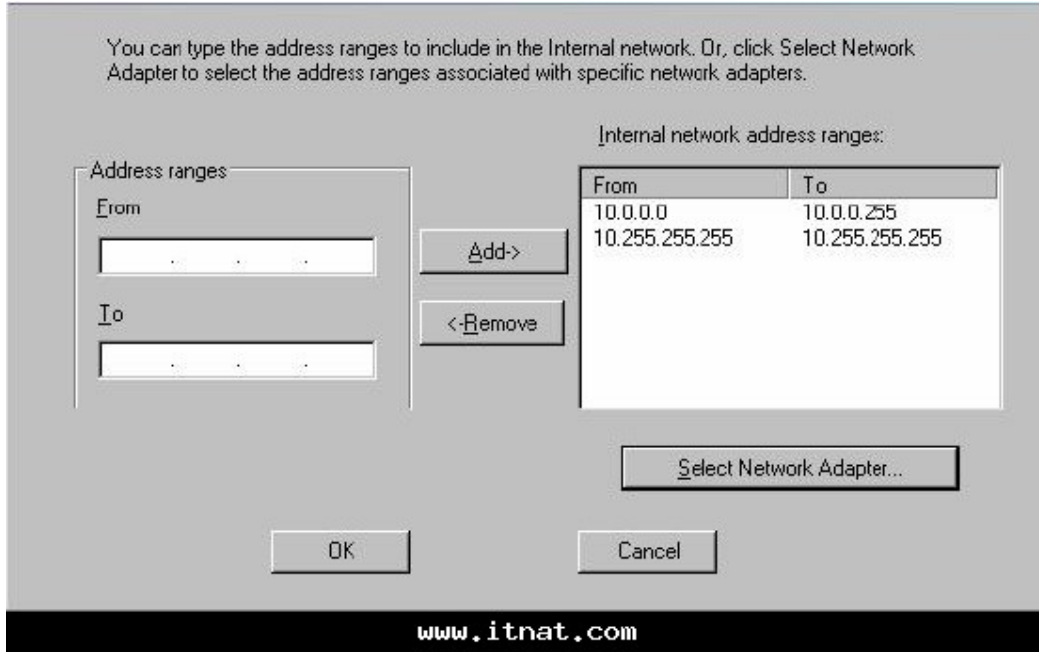 You can type the address ranges to include in the Internal network. Or, click Select Network
Adapter to select the address ranges associated with specific network adapters.
Internal network address ranges:
Address ranges
From
To
Add->
<-Remove
From To
10.0.0.0 10.0.0.255
10.255.255.255 10.255.255.255
Select Network Adapter...
OK
Cancel
www.itnat.com